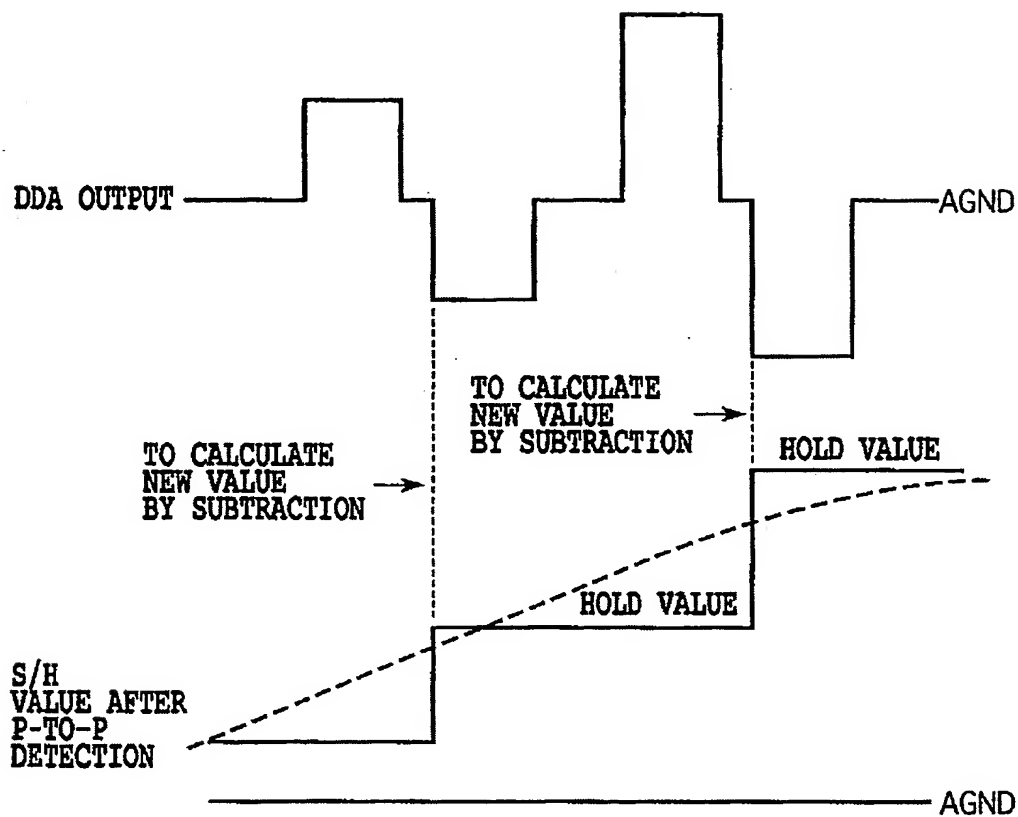 DDA OUTPUT
AGND
TO CALCULATE
NEW VALUE
BY SUBTRACTION
HOLD VALUE
TO CALCULATE
NEW VALUE
BY SUBTRACTION
HOLD VALUE
S/H
VALUE AFTER
P-TO-P
DETECTION
AGND